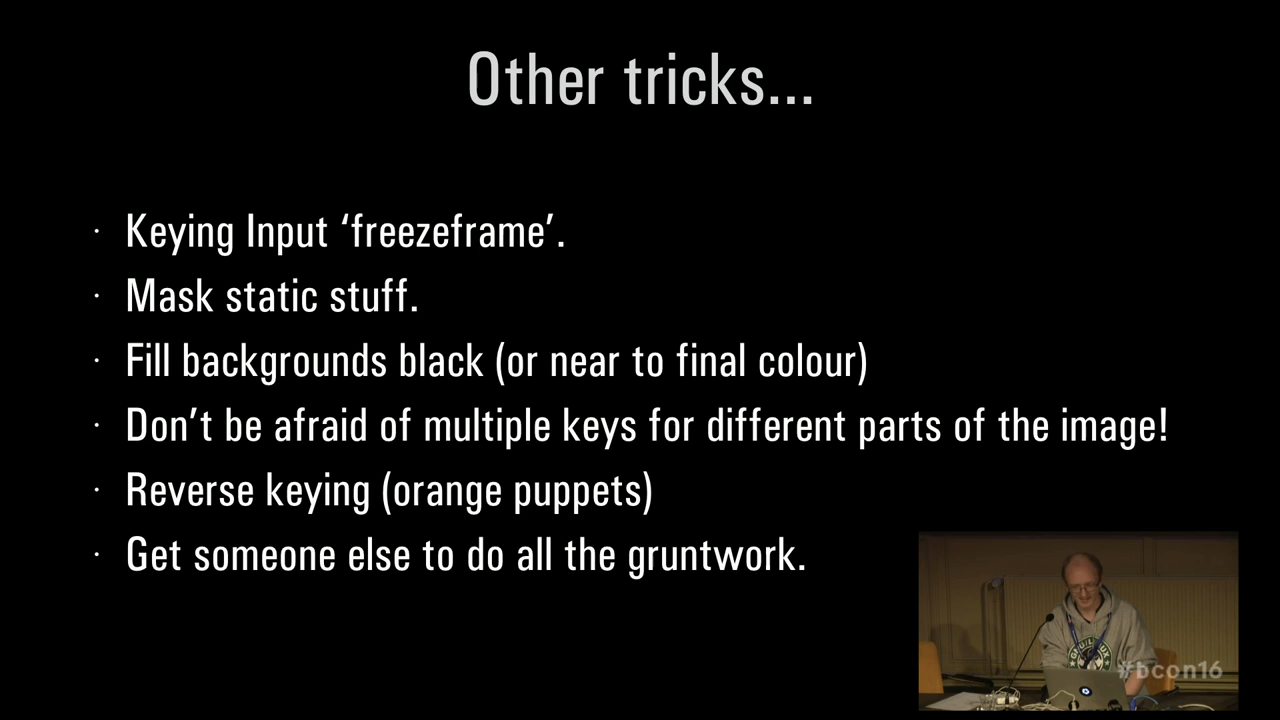 Other tricks...
· Keying Input ‘freezeframe’.
· Mask static stuff.
· Fill backgrounds black (or near to final colour)
· Don’t be afraid of multiple keys for different parts of the image!
· Reverse keying (orange puppets)
· Get someone else to do all the gruntwork.
GNU/LINUX
#bcon16